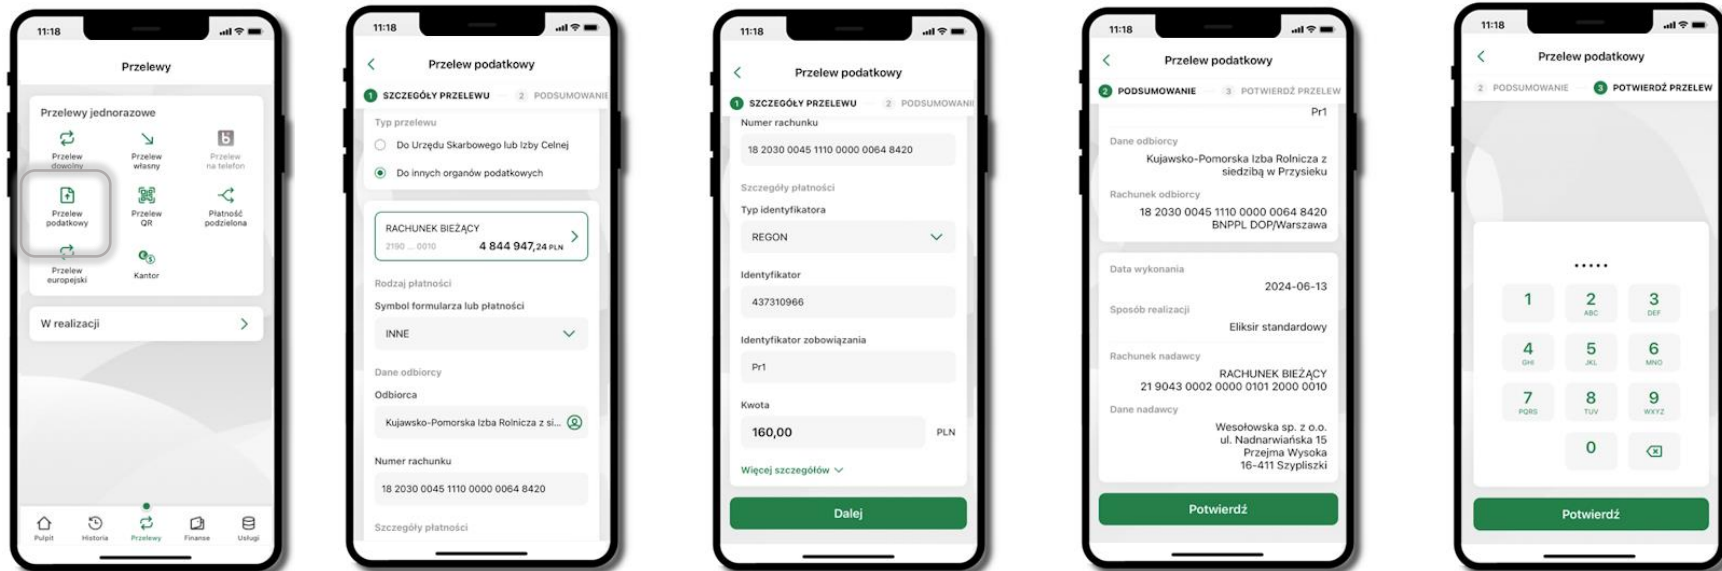 11:18
Przelewy
Przelewy jednorazowe
Przelew
dowolny
Przelew
własny
Przelew
na telefon
Przelew
podatkowy
Przelew
QR
Płatność
podzielona
Przelew
europejski
Kantor
W realizacji
Pulpit
Historia
Przelewy
Finanse
Usługi
11:18
Przelew podatkowy
1 SZCZEGÓŁY PRZELEWU 2 PODSUMOWANIE
Typ przelewu
Do Urzędu Skarbowego lub Izby Celnej
Do innych organów podatkowych
RACHUNEK BIEŻĄCY
2190 ... 0010 4 844 947,24 PLN
Rodzaj płatności
Symbol formularza lub płatności
INNE
Dane odbiorcy
Odbiorca
Kujawsko-Pomorska Izba Rolnicza z si...
Numer rachunku
18 2030 0045 1110 0000 0064 8420
Szczegóły płatności
11:18
Przelew podatkowy
1 SZCZEGÓŁY PRZELEWU 2 PODSUMOWANI
Numer rachunku
18 2030 0045 1110 0000 0064 8420
Szczegóły płatności
Typ identyfikatora
REGON
Identyfikator
437310966
Identyfikator zobowiązania
Pr1
Kwota
160,00 PLN
Więcej szczegółów
Dalej
11:18
Przelew podatkowy
2 PODSUMOWANIE 3 POTWIERDŹ PRZELEW
Pr1
Dane odbiorcy
Kujawsko-Pomorska Izba Rolnicza z
siedzibą w Przysieku
Rachunek odbiorcy
18 2030 0045 1110 0000 0064 8420
BNPPL DOP/Warszawa
Data wykonania
2024-06-13
Sposób realizacji
Eliksir standardowy
Rachunek nadawcy
RACHUNEK BIEŻĄCY
21 9043 0002 0000 0101 2000 0010
Dane nadawcy
Wesołowska sp. z o.o.
ul. Nadnarwiańska 15
Przejma Wysoka
16-411 Szypliszki
Potwierdź
11:18
Przelew podatkowy
2 PODSUMOWANIE 3 POTWIERDŹ PRZELEW
.....
1 2 3
ABC DEF
4 5 6
GHI JKL MNO
7 8 9
PQRS TUV WXYZ
0
Potwierdź